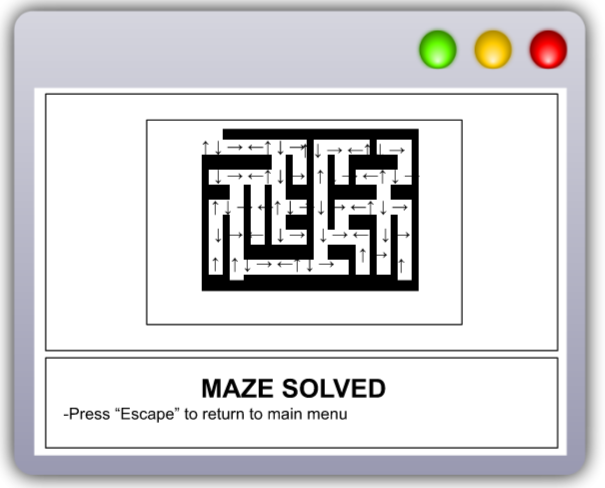 MAZE SOLVED
-Press “Escape” to return to main menu